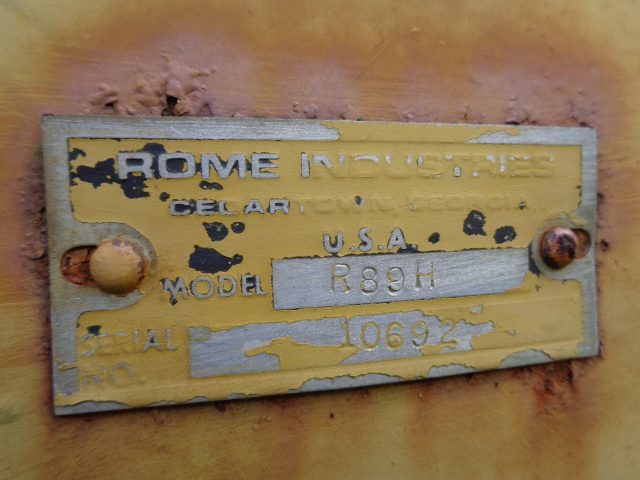 ROME INDUSTRIES
CEDARTOWN, GEORGIA
U.S.A.
MODEL R89H
SERIAL NO. 10692